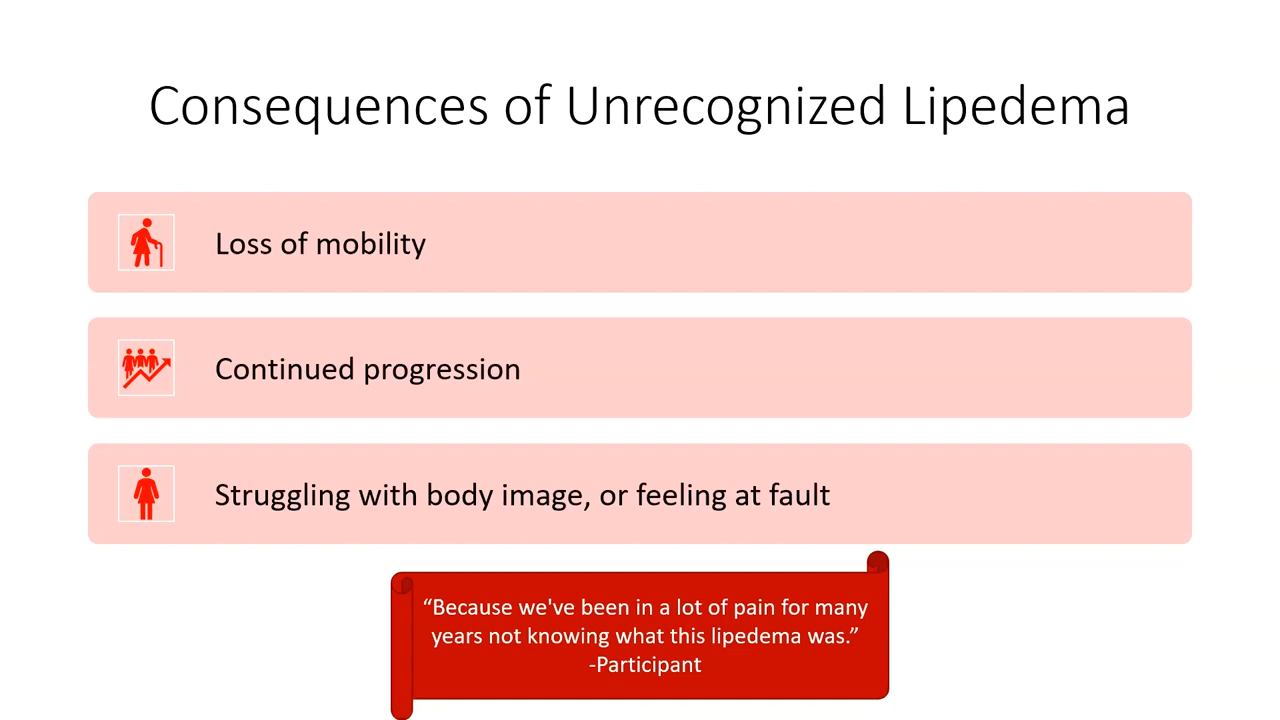 Consequences of Unrecognized Lipedema
Loss of mobility
Continued progression
Struggling with body image, or feeling at fault
“Because we've been in a lot of pain for many
years not knowing what this lipedema was.”
-Participant